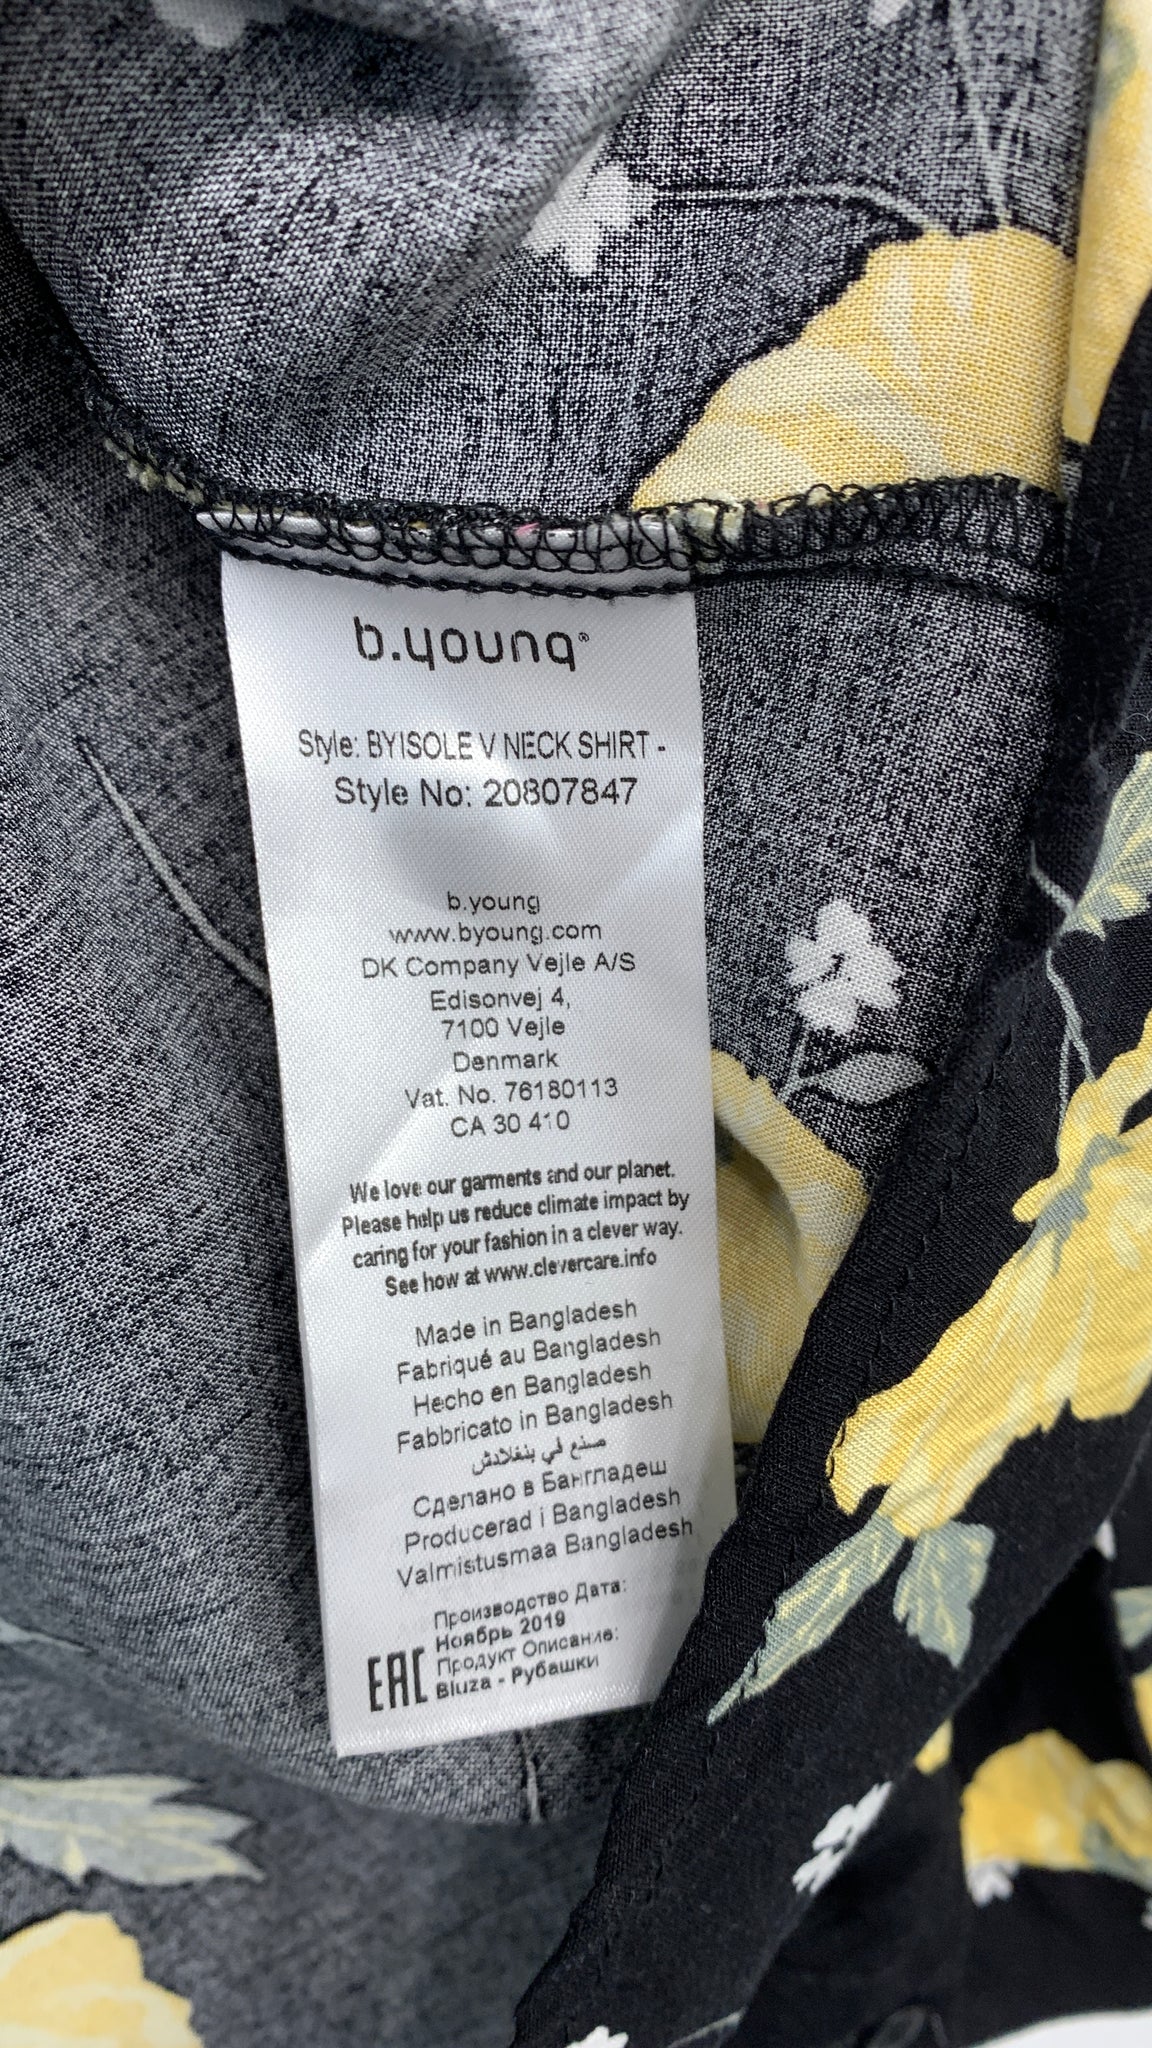 b.young®
Style: BYISOLE V NECK SHIRT -
Style No: 20807847
b.young
www.byoung.com
DK Company Vejle A/S
Edisonvej 4,
7100 Vejle
Denmark
Vat. No. 76180113
CA 30 410
We love our garments and our planet.
Please help us reduce climate impact by
caring for your fashion in a clever way.
See how at www.clevercare.info
Made in Bangladesh
Fabriqué au Bangladesh
Hecho en Bangladesh
Fabbricato in Bangladesh
صنع في بنغلادش
Сделано в Бангладеш
Producerad i Bangladesh
Valmistusmaa Bangladesh
Производство Дата:
Ноябрь 2019
Продукт Описание:
Bluza - Рубашки
EAC